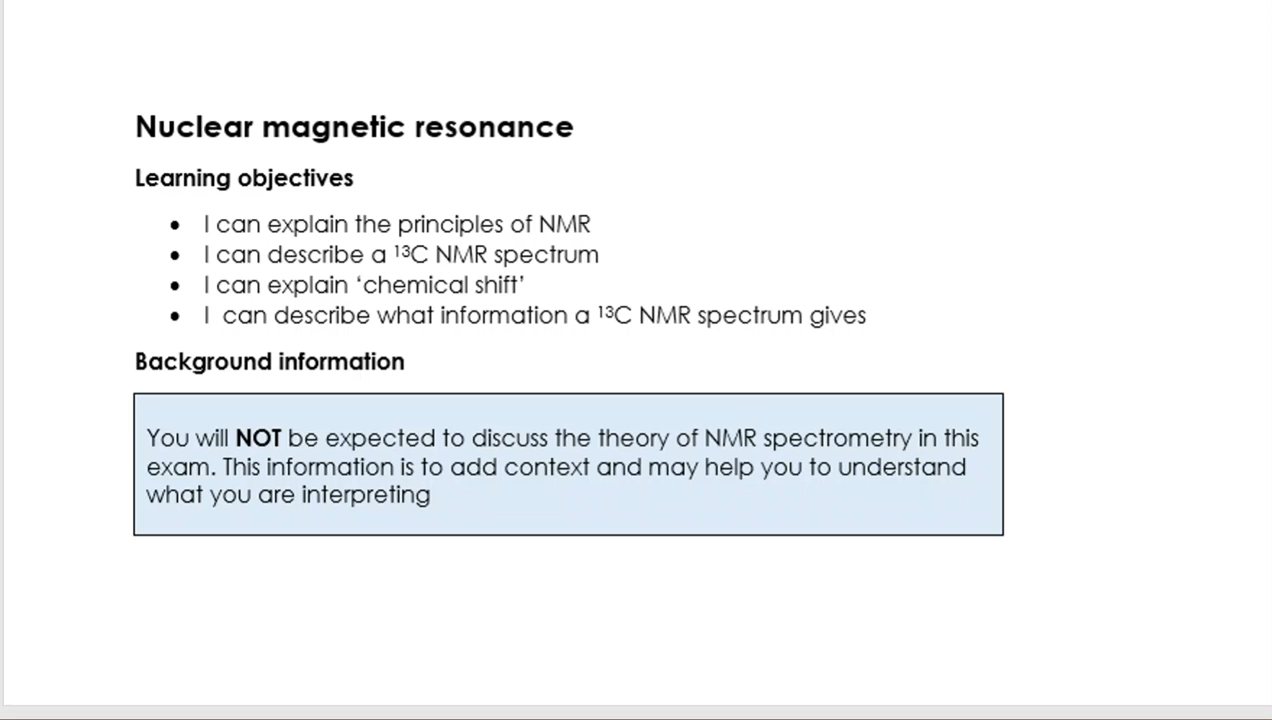 Nuclear magnetic resonance
Learning objectives
• I can explain the principles of NMR
• I can describe a ¹³C NMR spectrum
• I can explain ‘chemical shift’
• I  can describe what information a ¹³C NMR spectrum gives
Background information
You will NOT be expected to discuss the theory of NMR spectrometry in this
exam. This information is to add context and may help you to understand
what you are interpreting